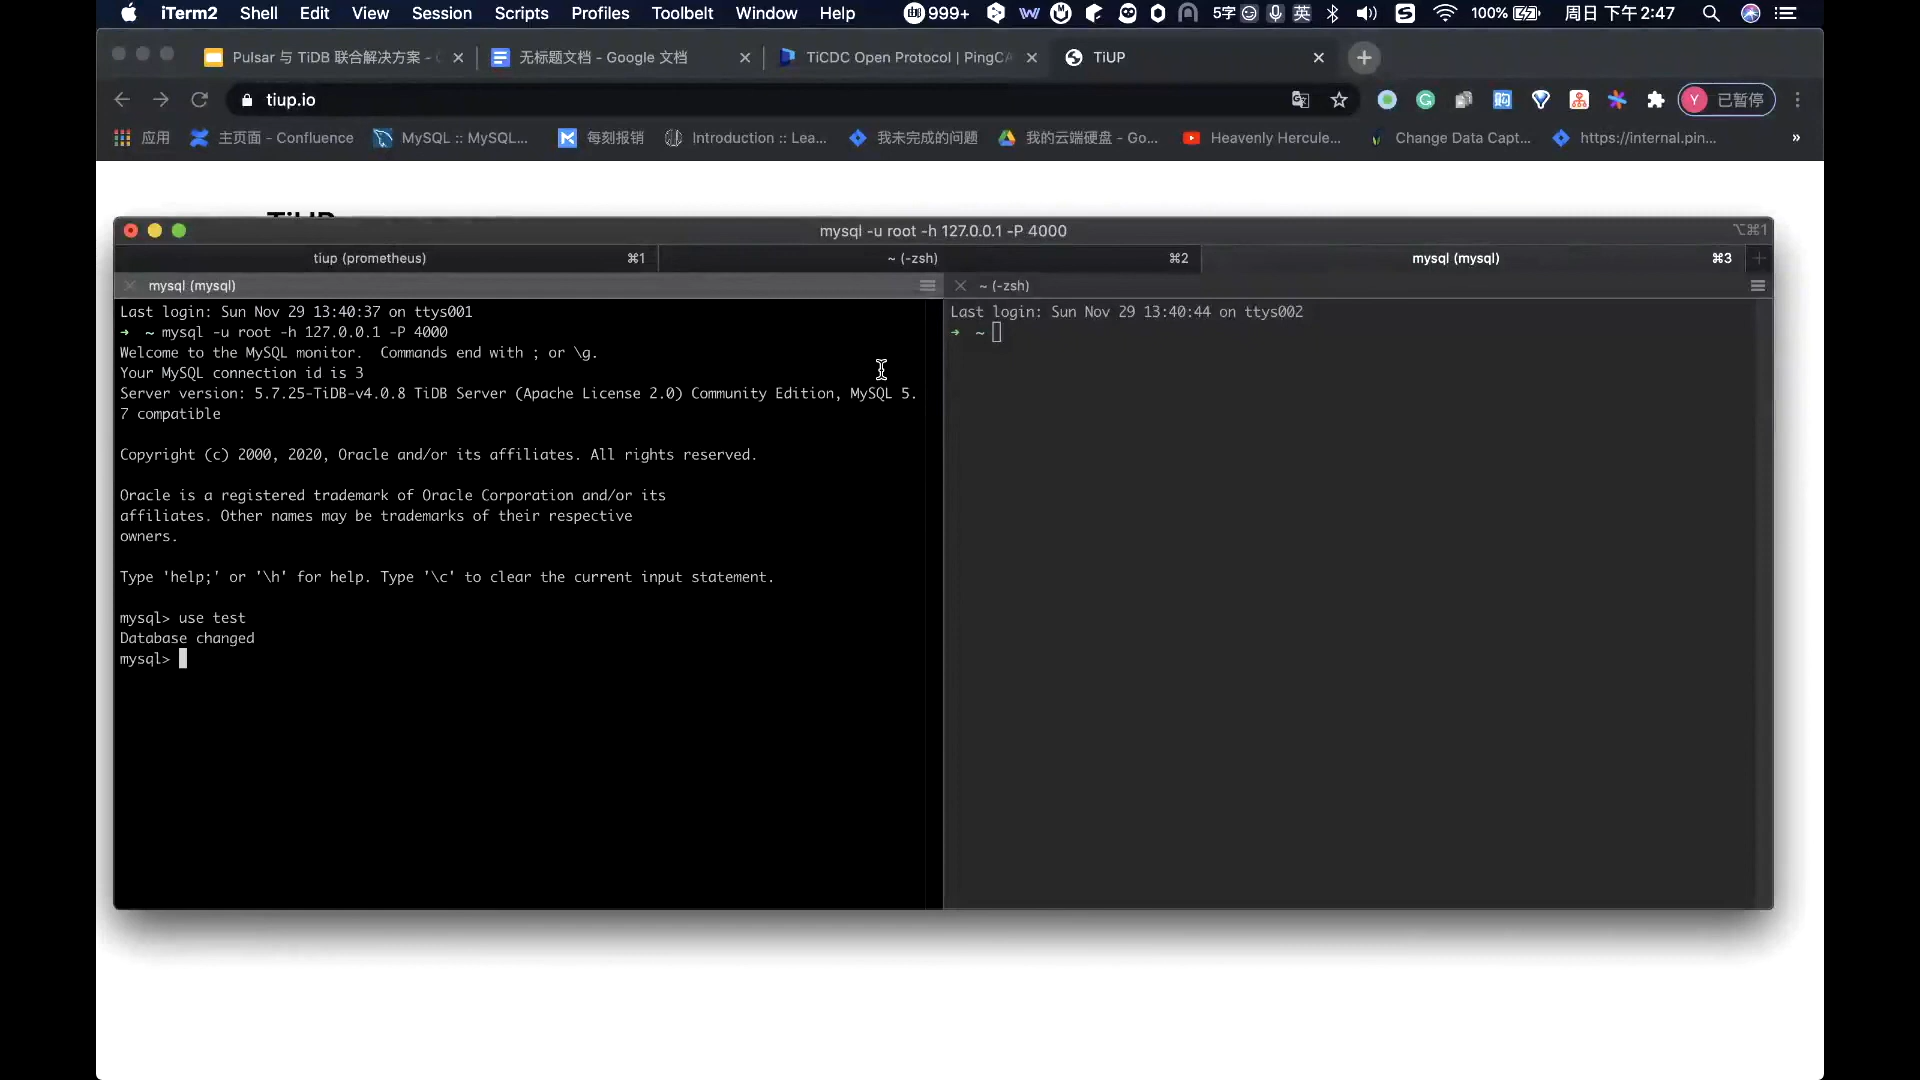 iTerm2 Shell Edit View Session Scripts Profiles Toolbelt Window Help 999+ 5字 英 100% 周日 下午 2:47
Pulsar 与 TiDB 联合解决方案 - 无标题文档 - Google 文档 TiCDC Open Protocol | PingCA TiUP
tiup.io Y 已暂停
应用 主页面 - Confluence MySQL :: MySQL... 每刻报销 Introduction :: Lea... 我未完成的问题 我的云端硬盘 - Go... Heavenly Hercule... Change Data Capt... https://internal.pin... »
TiUP
mysql -u root -h 127.0.0.1 -P 4000 ⌥⌘1
tiup (prometheus) ⌘1 ~ (-zsh) ⌘2 mysql (mysql) ⌘3
mysql (mysql) ~ (-zsh)
Last login: Sun Nov 29 13:40:37 on ttys001
➜ ~ mysql -u root -h 127.0.0.1 -P 4000
Welcome to the MySQL monitor.  Commands end with ; or \g.
Your MySQL connection id is 3
Server version: 5.7.25-TiDB-v4.0.8 TiDB Server (Apache License 2.0) Community Edition, MySQL 5.
7 compatible
Copyright (c) 2000, 2020, Oracle and/or its affiliates. All rights reserved.
Oracle is a registered trademark of Oracle Corporation and/or its
affiliates. Other names may be trademarks of their respective
owners.
Type 'help;' or '\h' for help. Type '\c' to clear the current input statement.
mysql> use test
Database changed
mysql>
Last login: Sun Nov 29 13:40:44 on ttys002
➜ ~